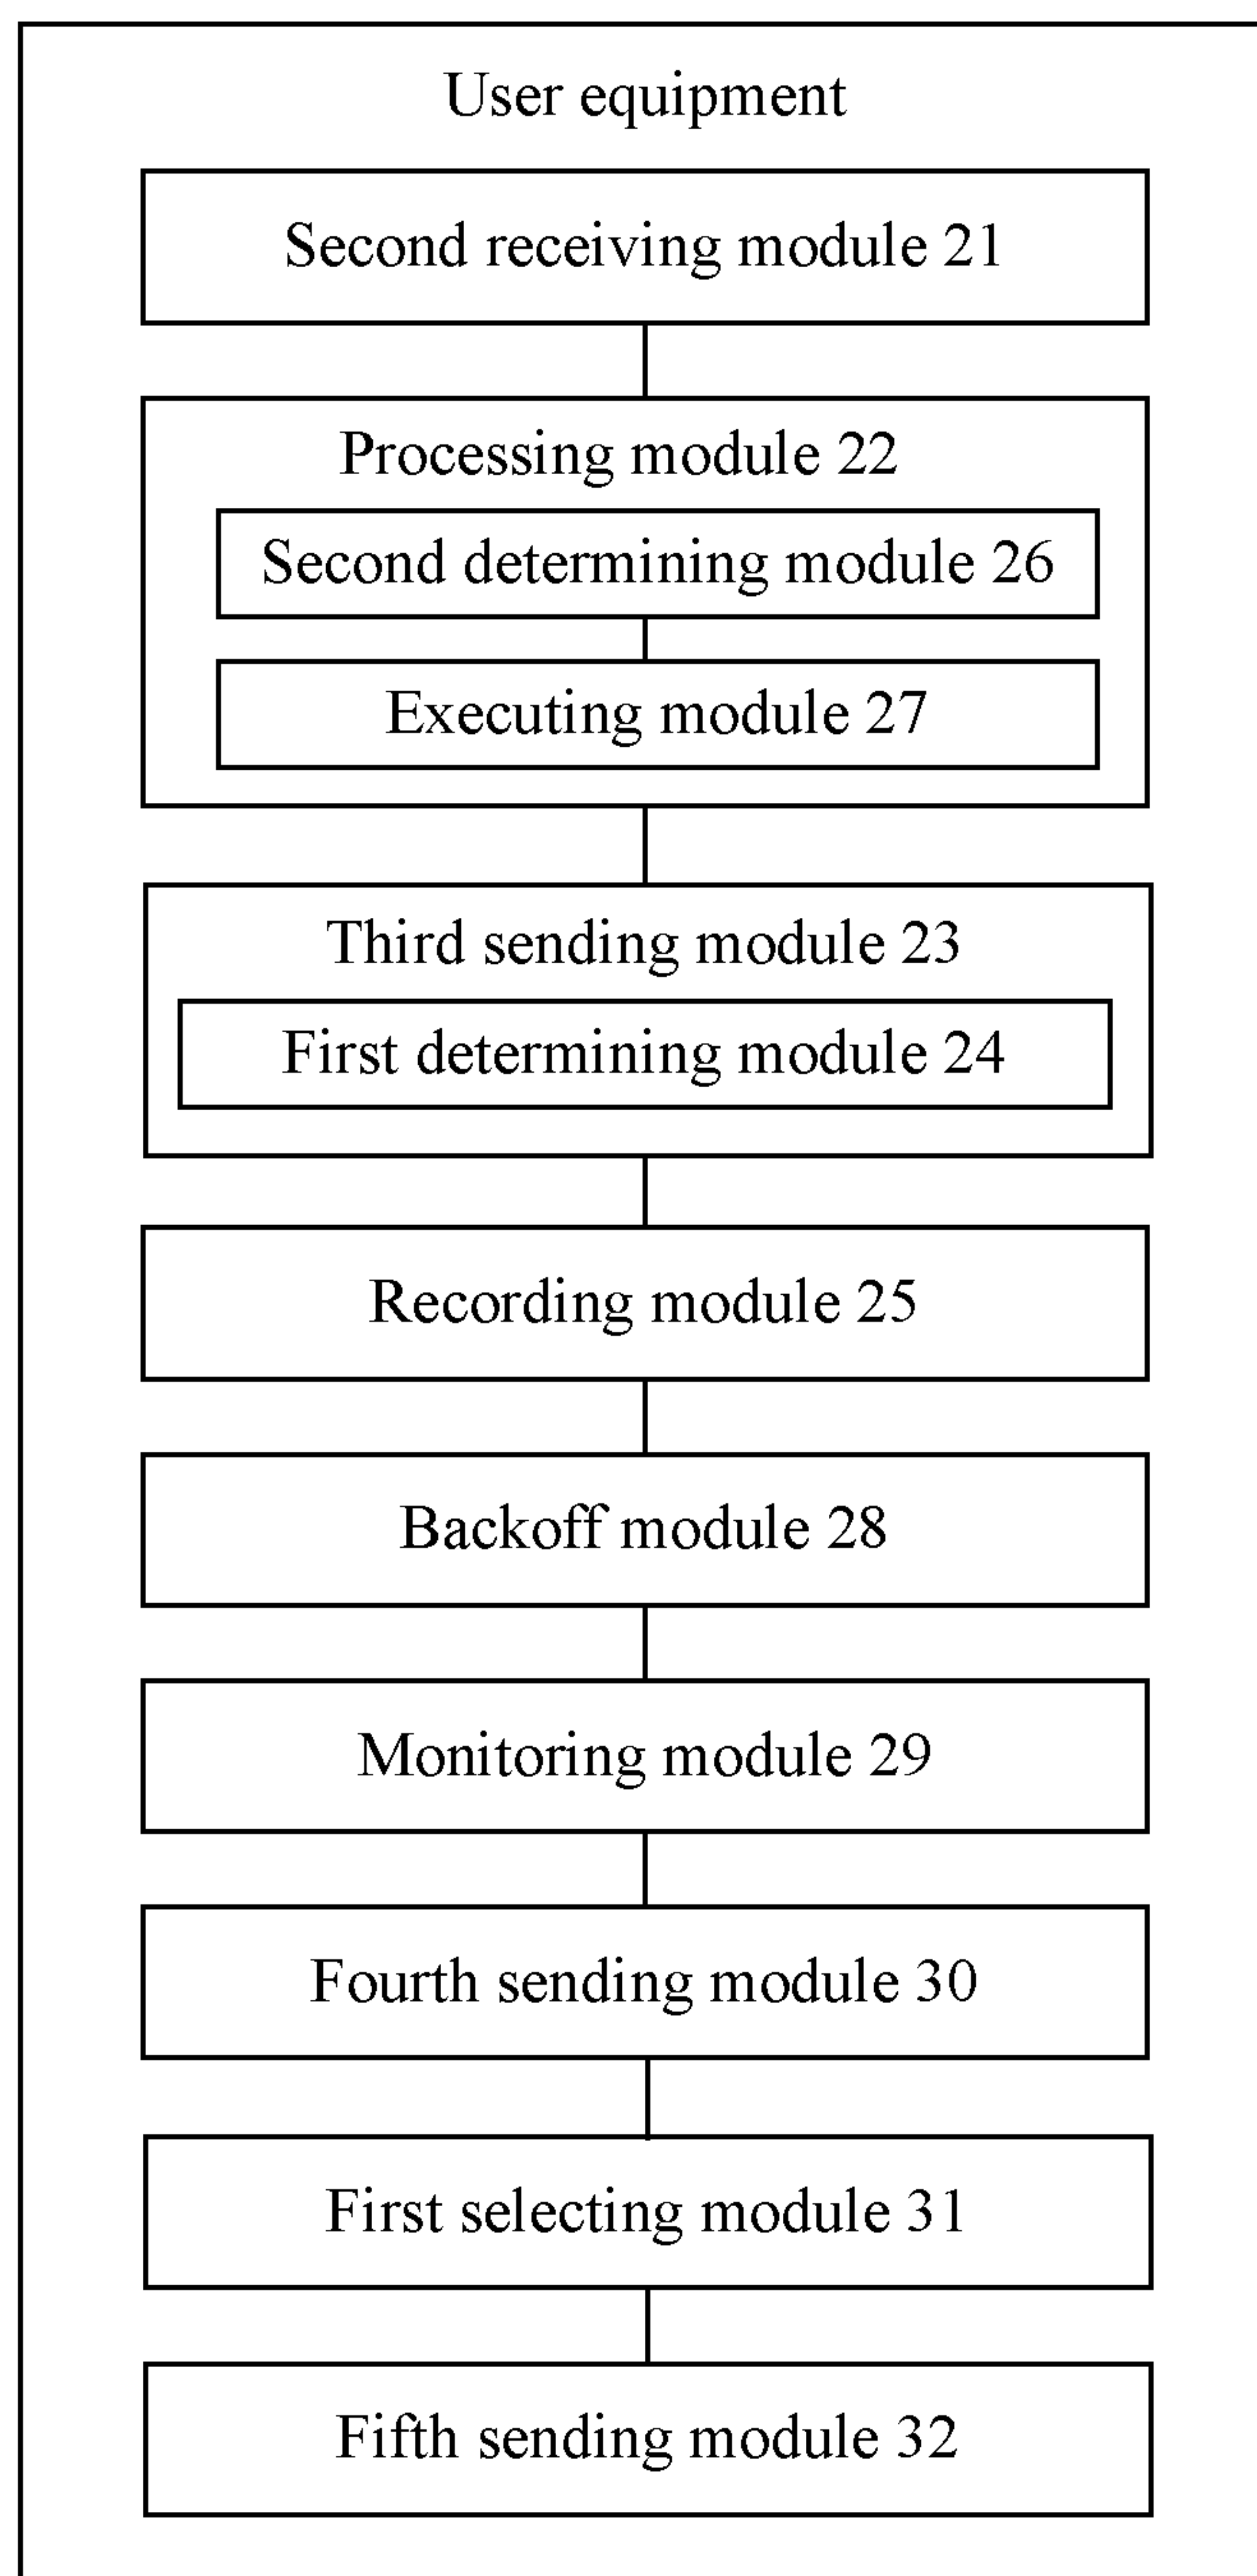 User equipment
Second receiving module 21
Processing module 22
Second determining module 26
Executing module 27
Third sending module 23
First determining module 24
Recording module 25
Backoff module 28
Monitoring module 29
Fourth sending module 30
First selecting module 31
Fifth sending module 32